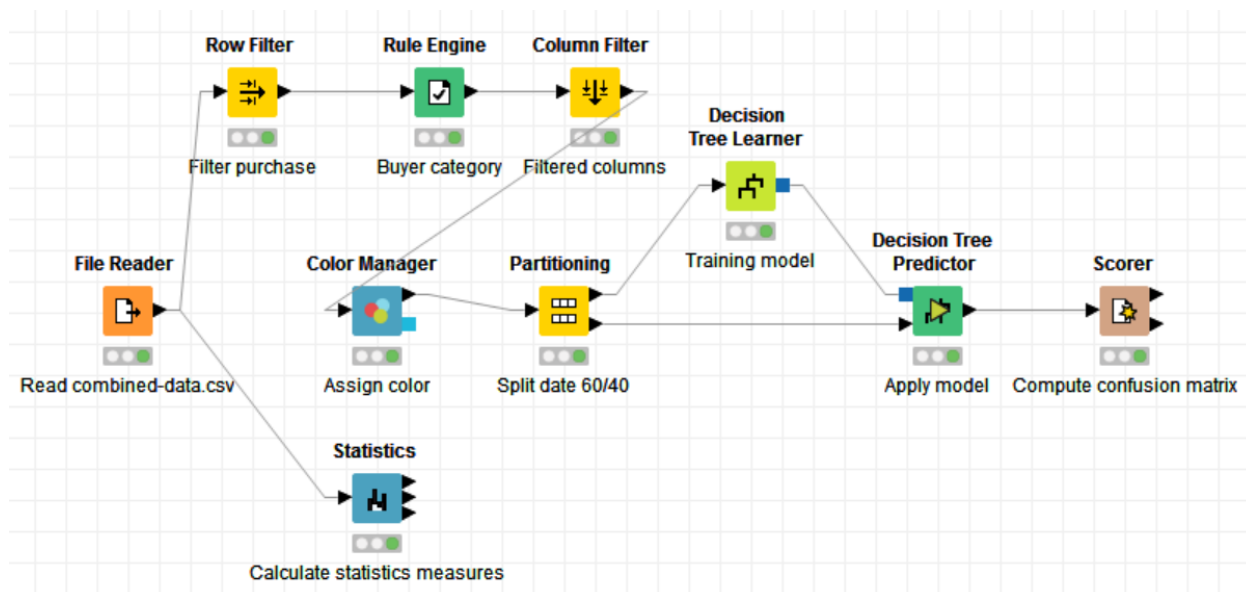 Row Filter
Rule Engine
Column Filter
Filter purchase
Buyer category
Filtered columns
Decision
Tree Learner
Training model
File Reader
Color Manager
Partitioning
Decision Tree
Predictor
Scorer
Read combined-data.csv
Assign color
Split date 60/40
Apply model
Compute confusion matrix
Statistics
Calculate statistics measures